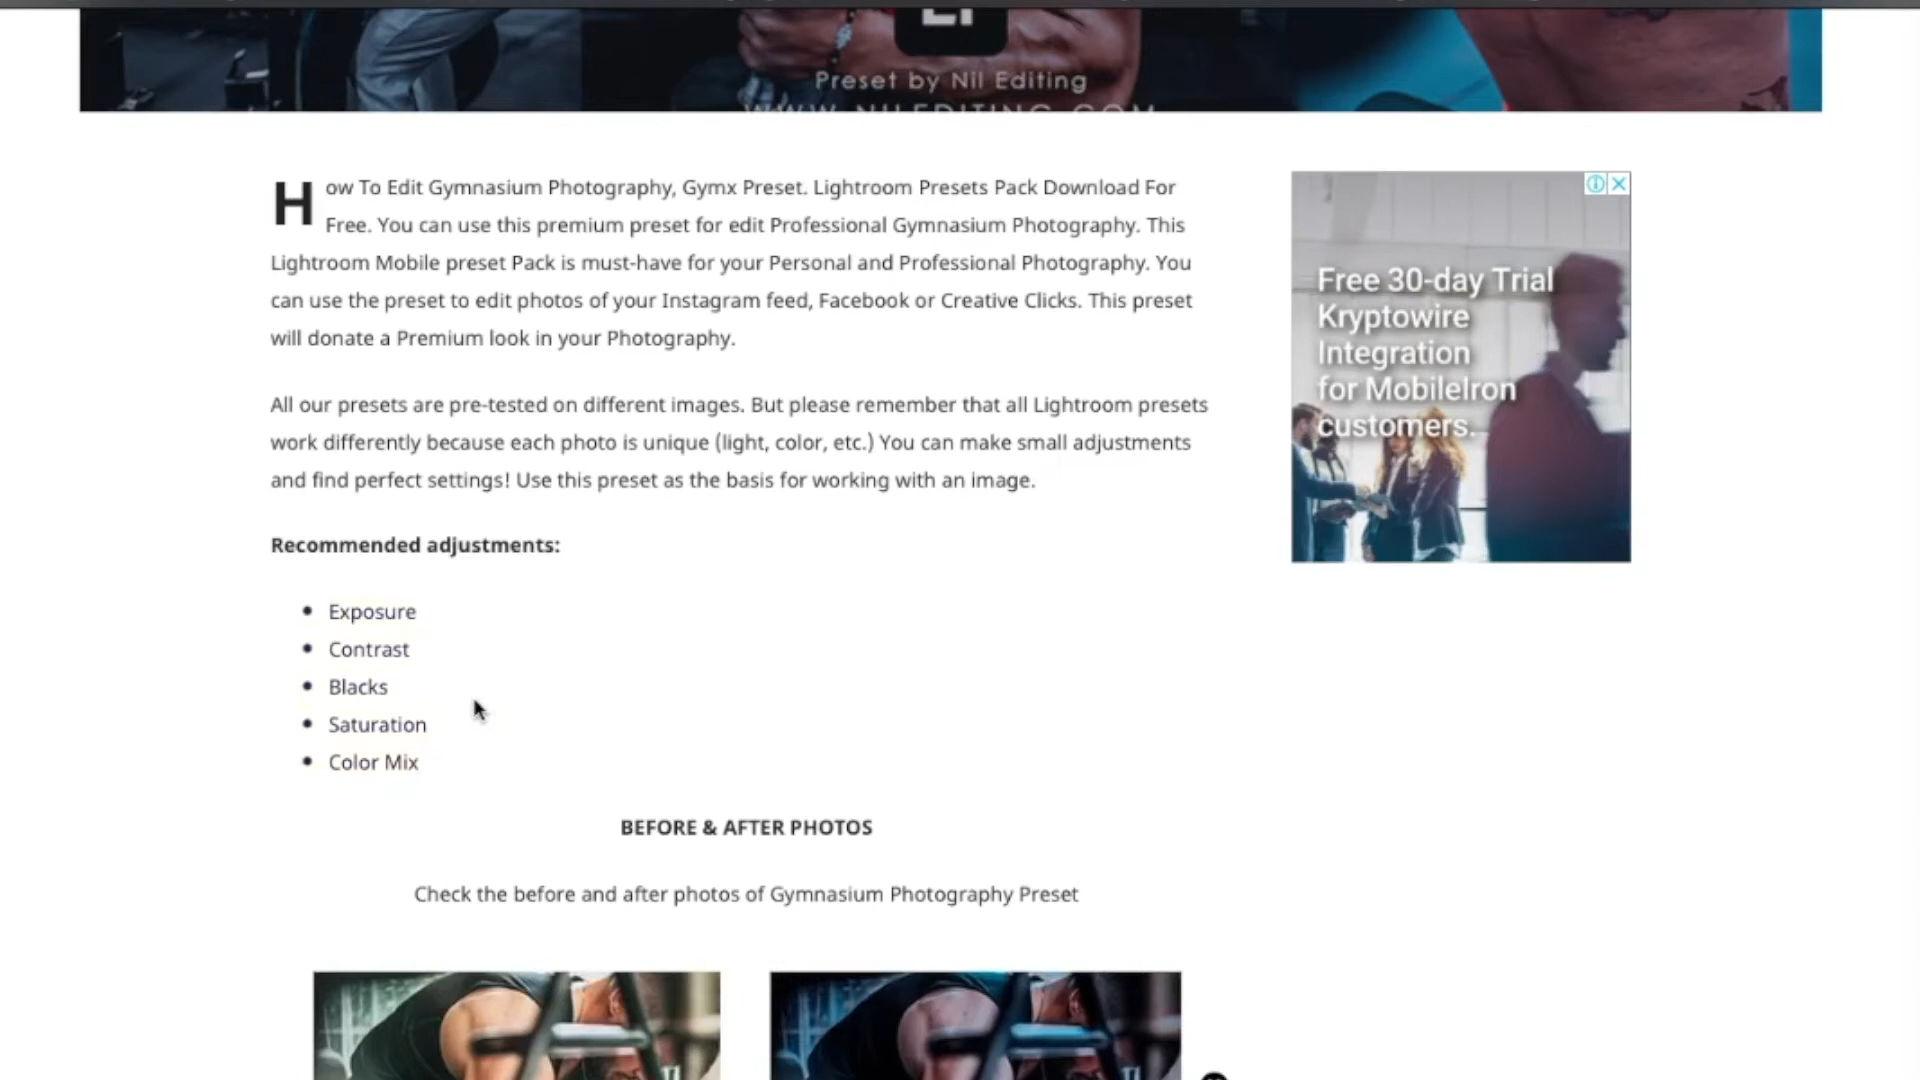 Preset by Nil Editing
WWW.NILEDITING.COM
How To Edit Gymnasium Photography, Gymx Preset. Lightroom Presets Pack Download For
Free. You can use this premium preset for edit Professional Gymnasium Photography. This
Lightroom Mobile preset Pack is must-have for your Personal and Professional Photography. You
can use the preset to edit photos of your Instagram feed, Facebook or Creative Clicks. This preset
will donate a Premium look in your Photography.
All our presets are pre-tested on different images. But please remember that all Lightroom presets
work differently because each photo is unique (light, color, etc.) You can make small adjustments
and find perfect settings! Use this preset as the basis for working with an image.
Recommended adjustments:
Exposure
Contrast
Blacks
Saturation
Color Mix
BEFORE & AFTER PHOTOS
Check the before and after photos of Gymnasium Photography Preset
Free 30-day Trial
Kryptowire
Integration
for MobileIron
customers.